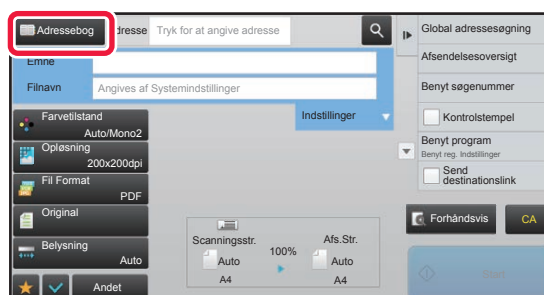 Adressebog
dresse
Tryk for at angive adresse
Emne
Filnavn
Angives af Systemindstillinger
Indstillinger
Farvetilstand
Auto/Mono2
Opløsning
200x200dpi
Fil Format
PDF
Original
Belysning
Auto
Andet
Scanningsstr.
Auto
A4
100%
Afs.Str.
Auto
A4
Global adressesøgning
Afsendelsesoversigt
Benyt søgenummer
Kontrolstempel
Benyt program
Benyt reg. Indstillinger
Send
destinationslink
Forhåndsvis
CA
Start